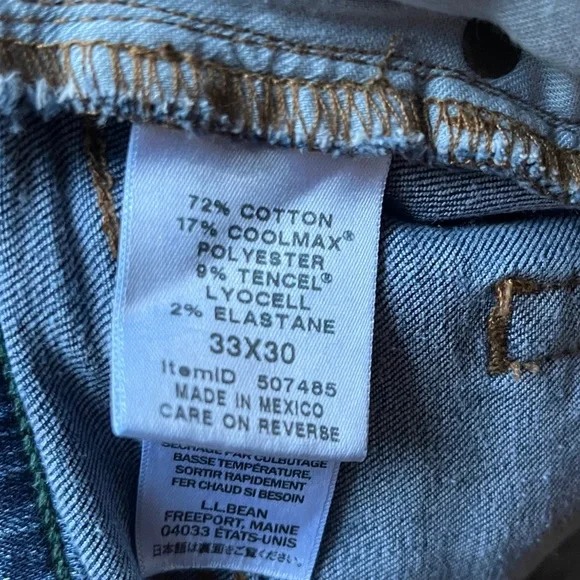 72% COTTON
17% COOLMAX®
POLYESTER
9% TENCEL®
LYOCELL
2% ELASTANE
33X30
ItemID 507485
MADE IN MEXICO
CARE ON REVERSE
SÉCHAGE PAR CULBUTAGE
BASSE TEMPÉRATURE,
SORTIR RAPIDEMENT
FER CHAUD SI BESOIN
L.L.BEAN
FREEPORT, MAINE
04033 ÉTATS-UNIS
日本語は裏面をご覧ください。